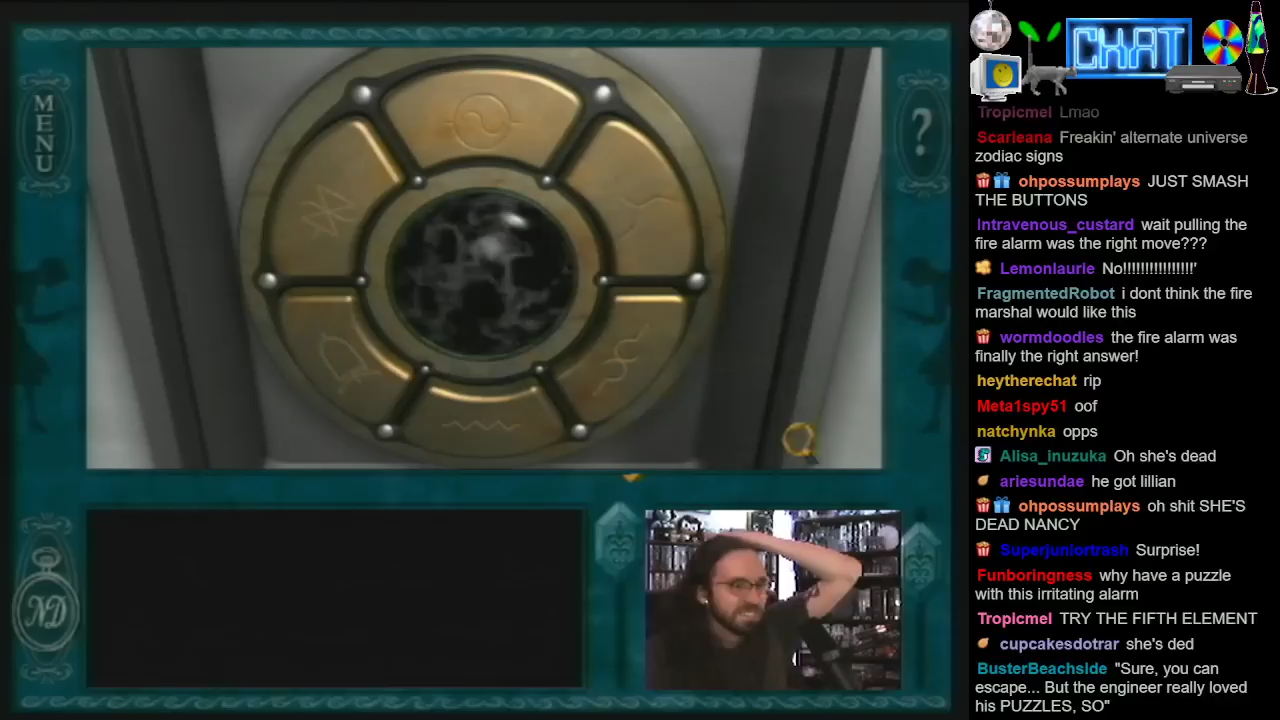 MENU
?
ND
CHAT
Tropicmel Lmao
Scarleana Freakin' alternate universe
zodiac signs
ohpossumplays JUST SMASH
THE BUTTONS
Intravenous_custard wait pulling the
fire alarm was the right move???
Lemonlaurie No!!!!!!!!!!!!!!!!'
FragmentedRobot i dont think the fire
marshal would like this
wormdoodles the fire alarm was
finally the right answer!
heytherechat rip
Meta1spy51 oof
natchynka opps
Alisa_inuzuka Oh she's dead
ariesundae he got lillian
ohpossumplays oh shit SHE'S
DEAD NANCY
Superjuniortrash Surprise!
Funboringness why have a puzzle
with this irritating alarm
Tropicmel TRY THE FIFTH ELEMENT
cupcakesdotrar she's ded
BusterBeachside "Sure, you can
escape... But the engineer really loved
his PUZZLES, SO"